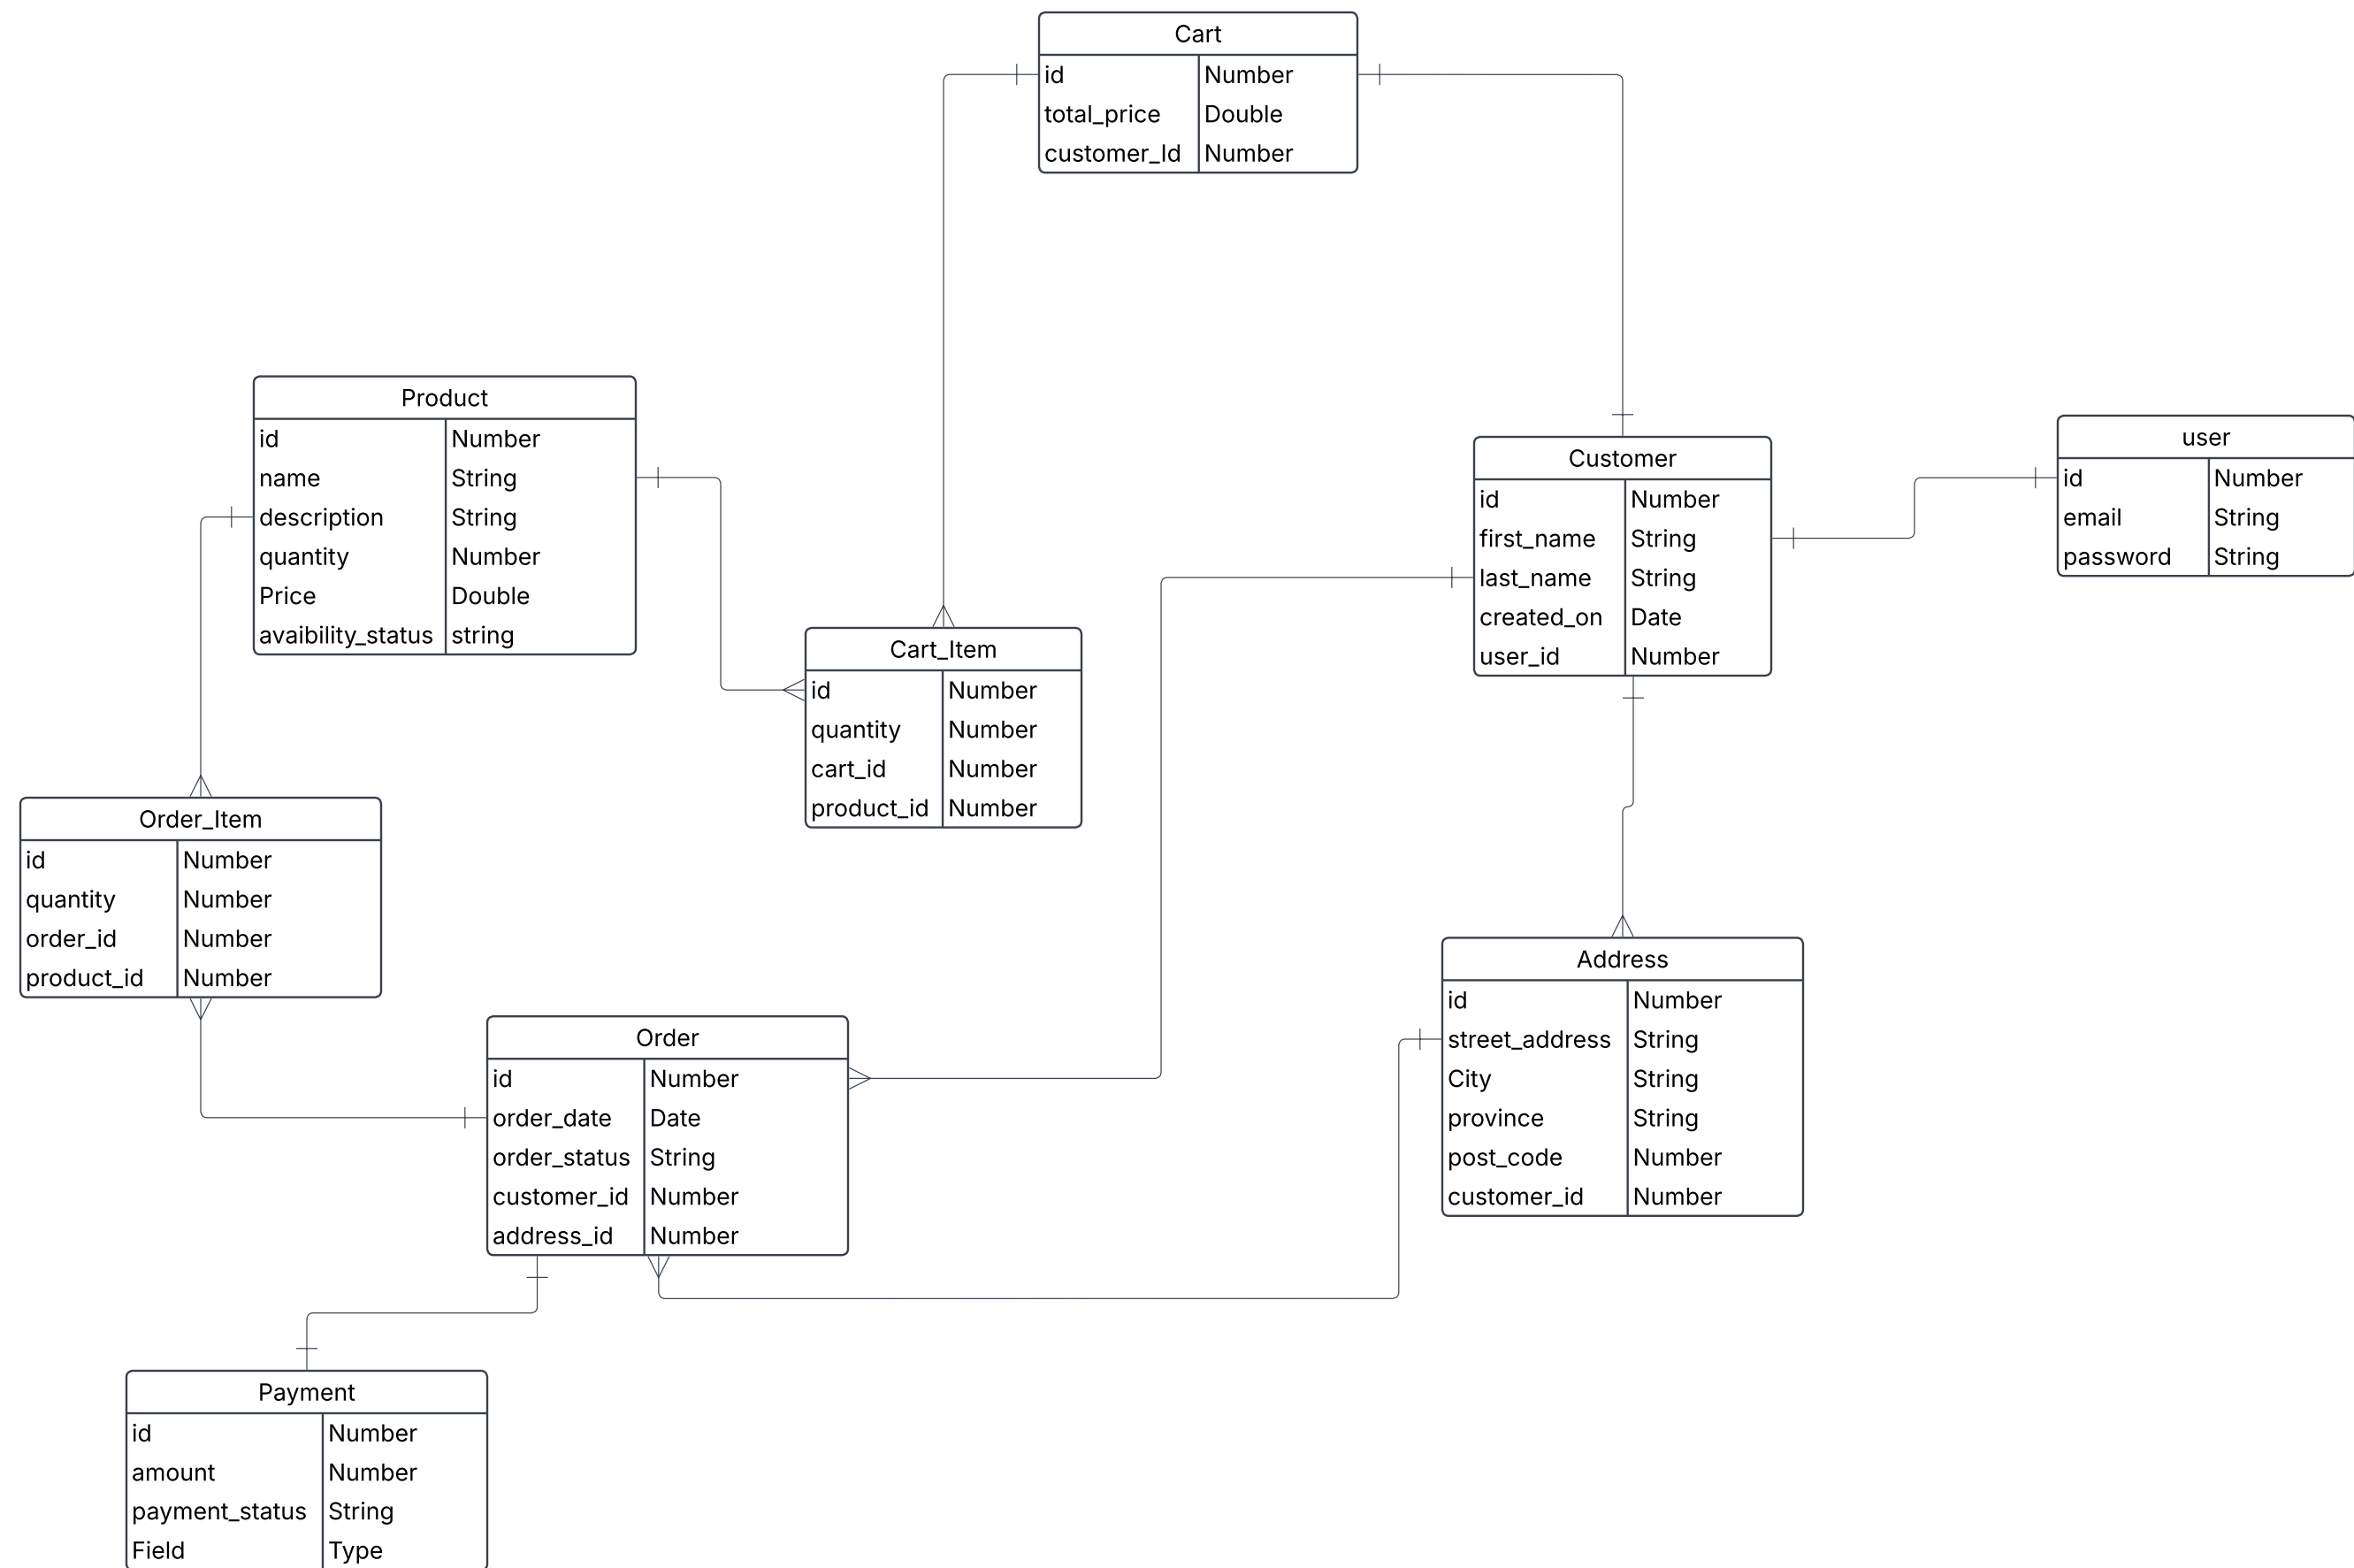 Cart
id Number
total_price Double
customer_Id Number
Product
id Number
name String
description String
quantity Number
Price Double
avaibility_status string
Customer
id Number
first_name String
last_name String
created_on Date
user_id Number
user
id Number
email String
password String
Cart_Item
id Number
quantity Number
cart_id Number
product_id Number
Order_Item
id Number
quantity Number
order_id Number
product_id Number
Order
id Number
order_date Date
order_status String
customer_id Number
address_id Number
Address
id Number
street_address String
City String
province String
post_code Number
customer_id Number
Payment
id Number
amount Number
payment_status String
Field Type